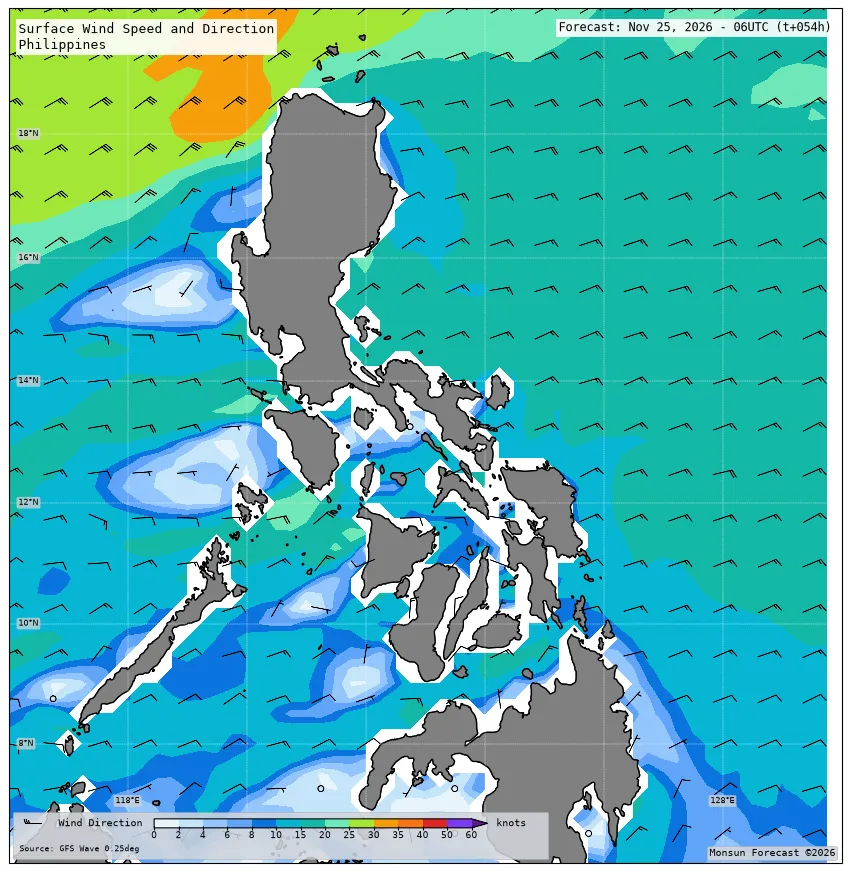 Surface Wind Speed and Direction
Philippines
Forecast: Nov 25, 2026 - 06UTC (t+054h)
18°N
16°N
14°N
12°N
10°N
8°N
118°E
128°E
Wind Direction
0 2 4 6 8 10 15 20 25 30 35 40 50 60
knots
Source: GFS Wave 0.25deg
Monsun Forecast ©2026